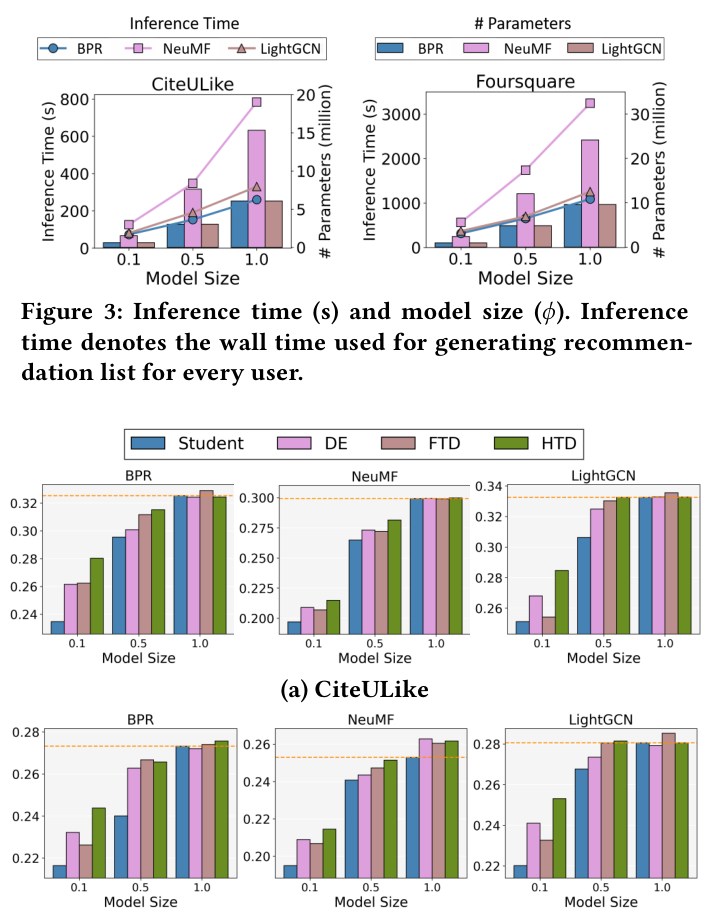 Inference Time
BPR NeuMF LightGCN
# Parameters
BPR NeuMF LightGCN
CiteULike
800
600
400
200
0
Inference Time (s)
20
15
10
5
0
# Parameters (million)
0.1 0.5 1.0
Model Size
Foursquare
3000
2000
1000
0
Inference Time (s)
30
20
10
0
# Parameters (million)
0.1 0.5 1.0
Model Size
Figure 3: Inference time (s) and model size (ϕ). Inference
time denotes the wall time used for generating recommen-
dation list for every user.
Student DE FTD HTD
BPR
0.32
0.30
0.28
0.26
0.24
0.1 0.5 1.0
Model Size
NeuMF
0.300
0.275
0.250
0.225
0.200
0.1 0.5 1.0
Model Size
LightGCN
0.34
0.32
0.30
0.28
0.26
0.1 0.5 1.0
Model Size
(a) CiteULike
BPR
0.28
0.26
0.24
0.22
0.1 0.5 1.0
Model Size
NeuMF
0.26
0.24
0.22
0.20
0.1 0.5 1.0
Model Size
LightGCN
0.28
0.26
0.24
0.22
0.1 0.5 1.0
Model Size